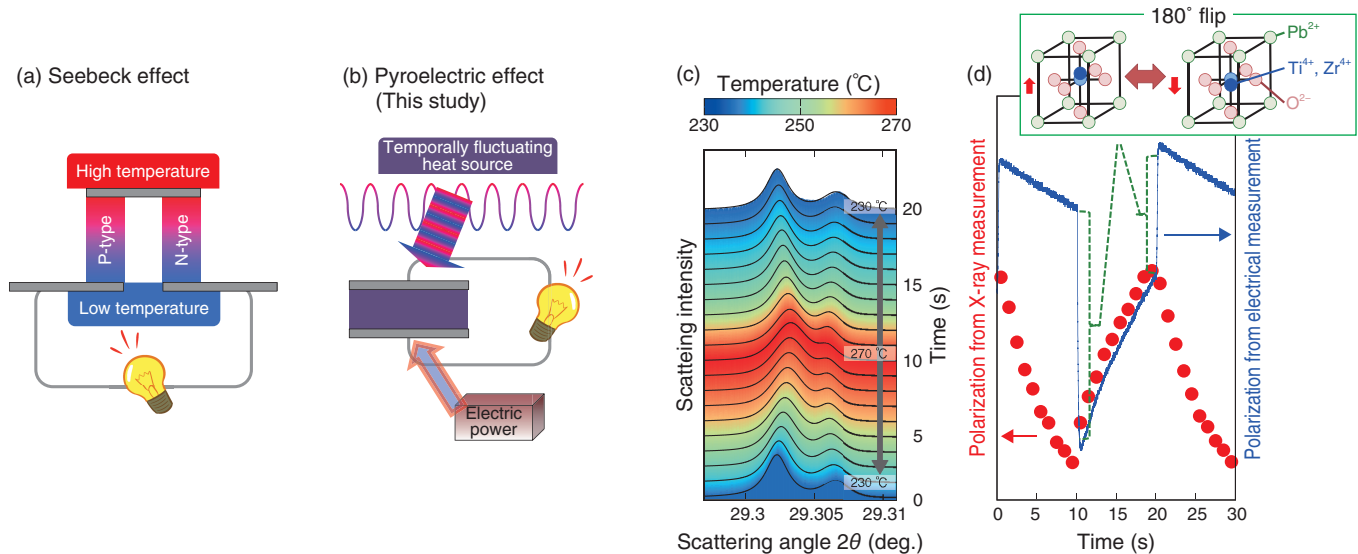 (a) Seebeck effect
High temperature
P-type
N-type
Low temperature
(b) Pyroelectric effect
(This study)
Temporally fluctuating
heat source
Electric
power
(c)
Temperature (℃)
230
250
270
Scatteing intensity
230 ℃
270 ℃
230 ℃
20
15
10
5
0
Time (s)
29.3
29.305
29.31
Scattering angle 2θ (deg.)
(d)
180° flip
Pb²⁺
Ti⁴⁺, Zr⁴⁺
O²⁻
Polarization from X-ray measurement
Polarization from electrical measurement
0
5
10
15
20
25
30
Time (s)